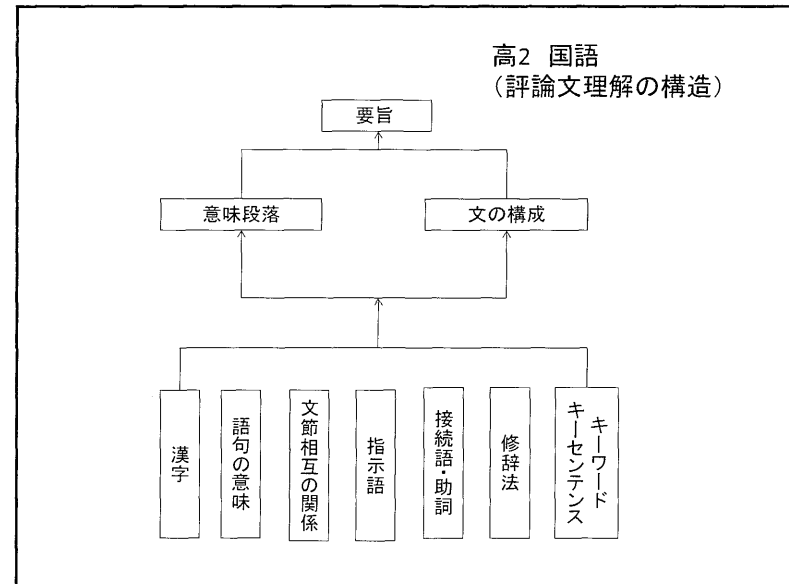 高2 国語
(評論文理解の構造)
要旨
意味段落
文の構成
漢字
語句の意味
文節相互の関係
指示語
接続語・助詞
修辞法
キーワード
キーセンテンス